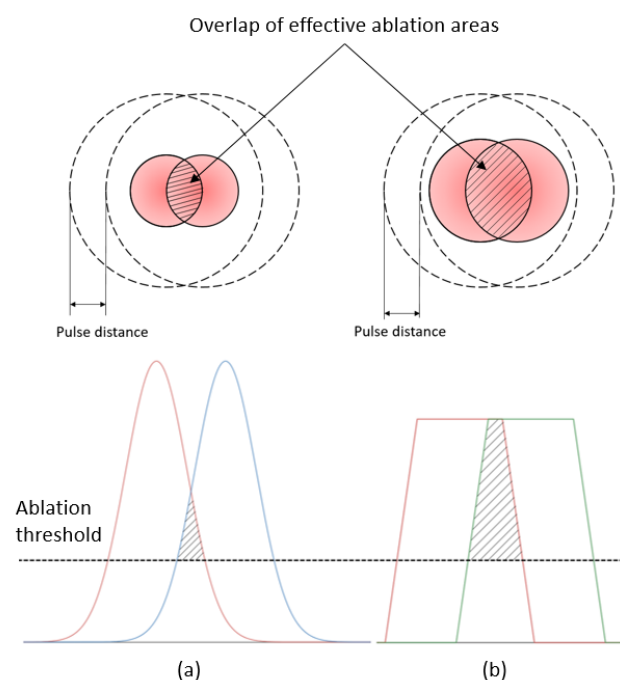 Overlap of effective ablation areas
Pulse distance
Pulse distance
Ablation
threshold
(a)
(b)